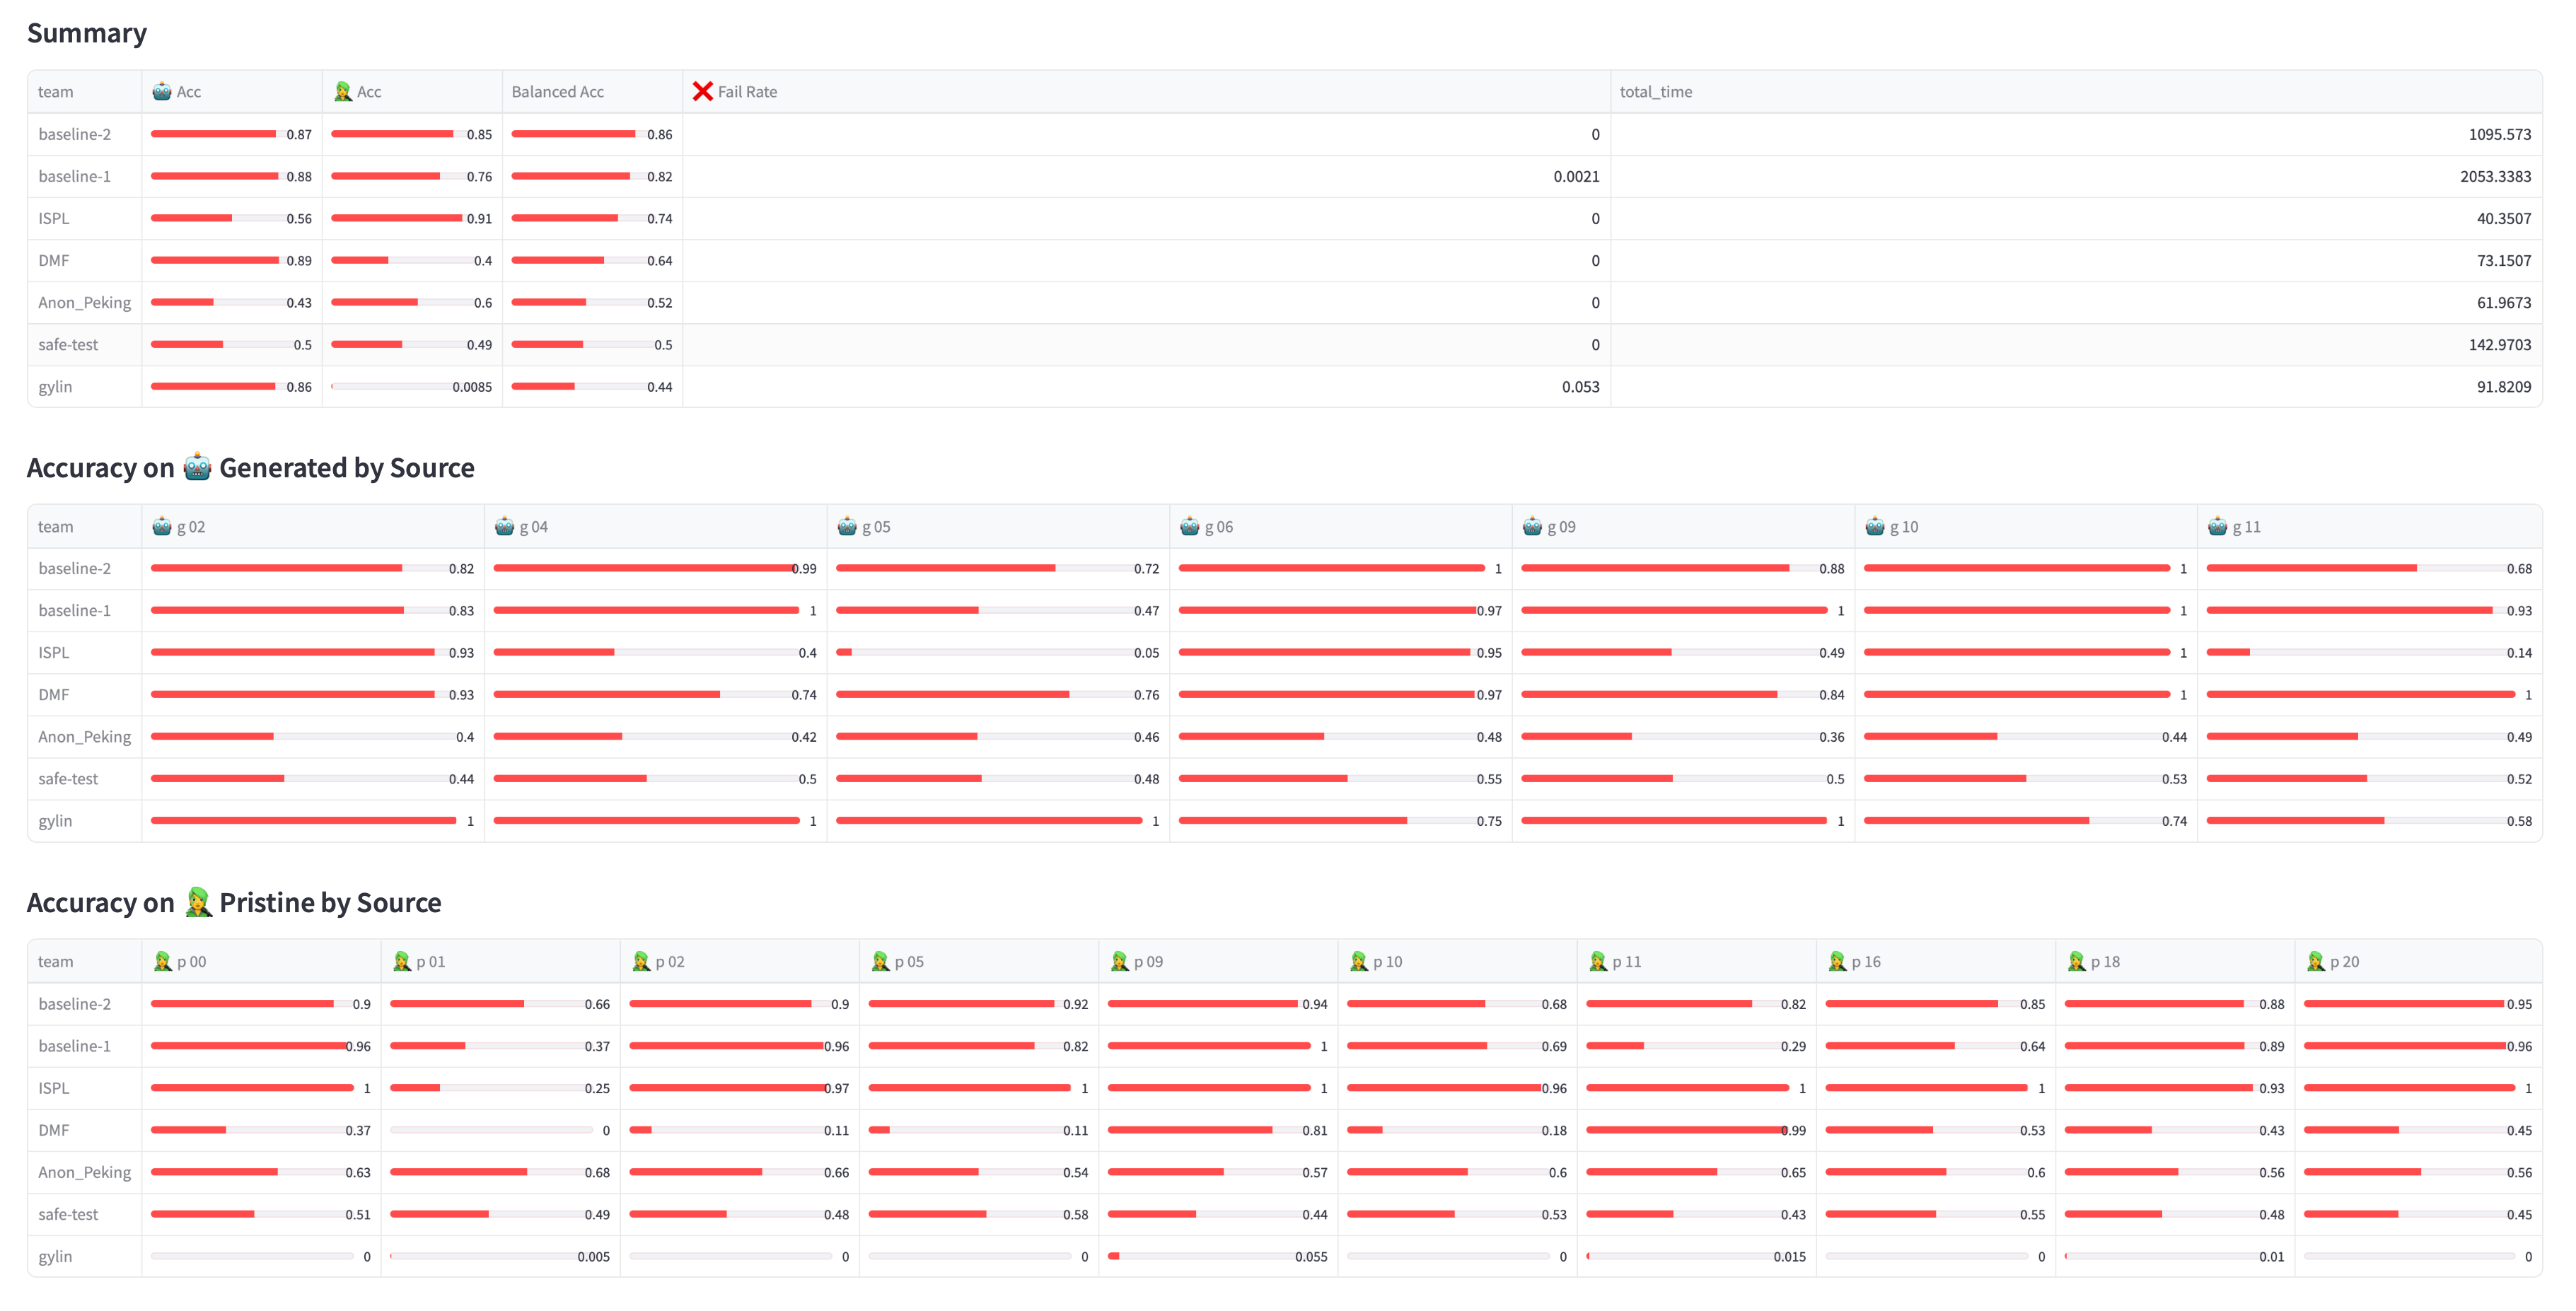 Summary
team 🤖 Acc 🧝 Acc Balanced Acc ❌ Fail Rate total_time
baseline-2 0.87 0.85 0.86 0 1095.573
baseline-1 0.88 0.76 0.82 0.0021 2053.3383
ISPL 0.56 0.91 0.74 0 40.3507
DMF 0.89 0.4 0.64 0 73.1507
Anon_Peking 0.43 0.6 0.52 0 61.9673
safe-test 0.5 0.49 0.5 0 142.9703
gylin 0.86 0.0085 0.44 0.053 91.8209
Accuracy on 🤖 Generated by Source
team 🤖 g 02 🤖 g 04 🤖 g 05 🤖 g 06 🤖 g 09 🤖 g 10 🤖 g 11
baseline-2 0.82 0.99 0.72 1 0.88 1 0.68
baseline-1 0.83 1 0.47 0.97 1 1 0.93
ISPL 0.93 0.4 0.05 0.95 0.49 1 0.14
DMF 0.93 0.74 0.76 0.97 0.84 1 1
Anon_Peking 0.4 0.42 0.46 0.48 0.36 0.44 0.49
safe-test 0.44 0.5 0.48 0.55 0.5 0.53 0.52
gylin 1 1 1 0.75 1 0.74 0.58
Accuracy on 🧝 Pristine by Source
team 🧝 p 00 🧝 p 01 🧝 p 02 🧝 p 05 🧝 p 09 🧝 p 10 🧝 p 11 🧝 p 16 🧝 p 18 🧝 p 20
baseline-2 0.9 0.66 0.9 0.92 0.94 0.68 0.82 0.85 0.88 0.95
baseline-1 0.96 0.37 0.96 0.82 1 0.69 0.29 0.64 0.89 0.96
ISPL 1 0.25 0.97 1 1 0.96 1 1 0.93 1
DMF 0.37 0 0.11 0.11 0.81 0.18 0.99 0.53 0.43 0.45
Anon_Peking 0.63 0.68 0.66 0.54 0.57 0.6 0.65 0.6 0.56 0.56
safe-test 0.51 0.49 0.48 0.58 0.44 0.53 0.43 0.55 0.48 0.45
gylin 0 0.005 0 0 0.055 0 0.015 0 0.01 0